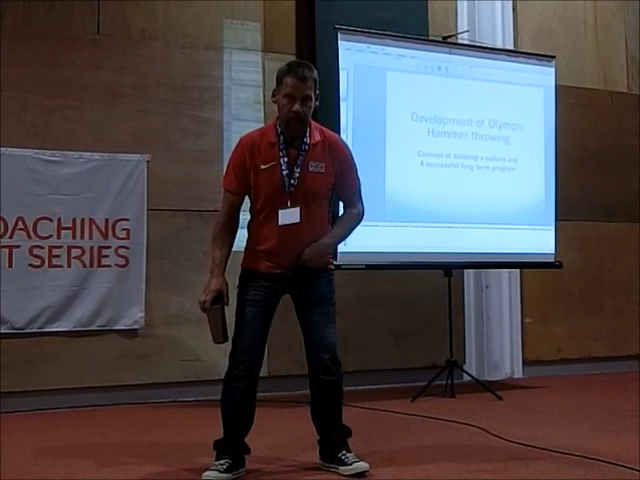 OACHING
T SERIES
Development of Olympic
Hammer throwing
Concept of building a culture and
A successful long term program